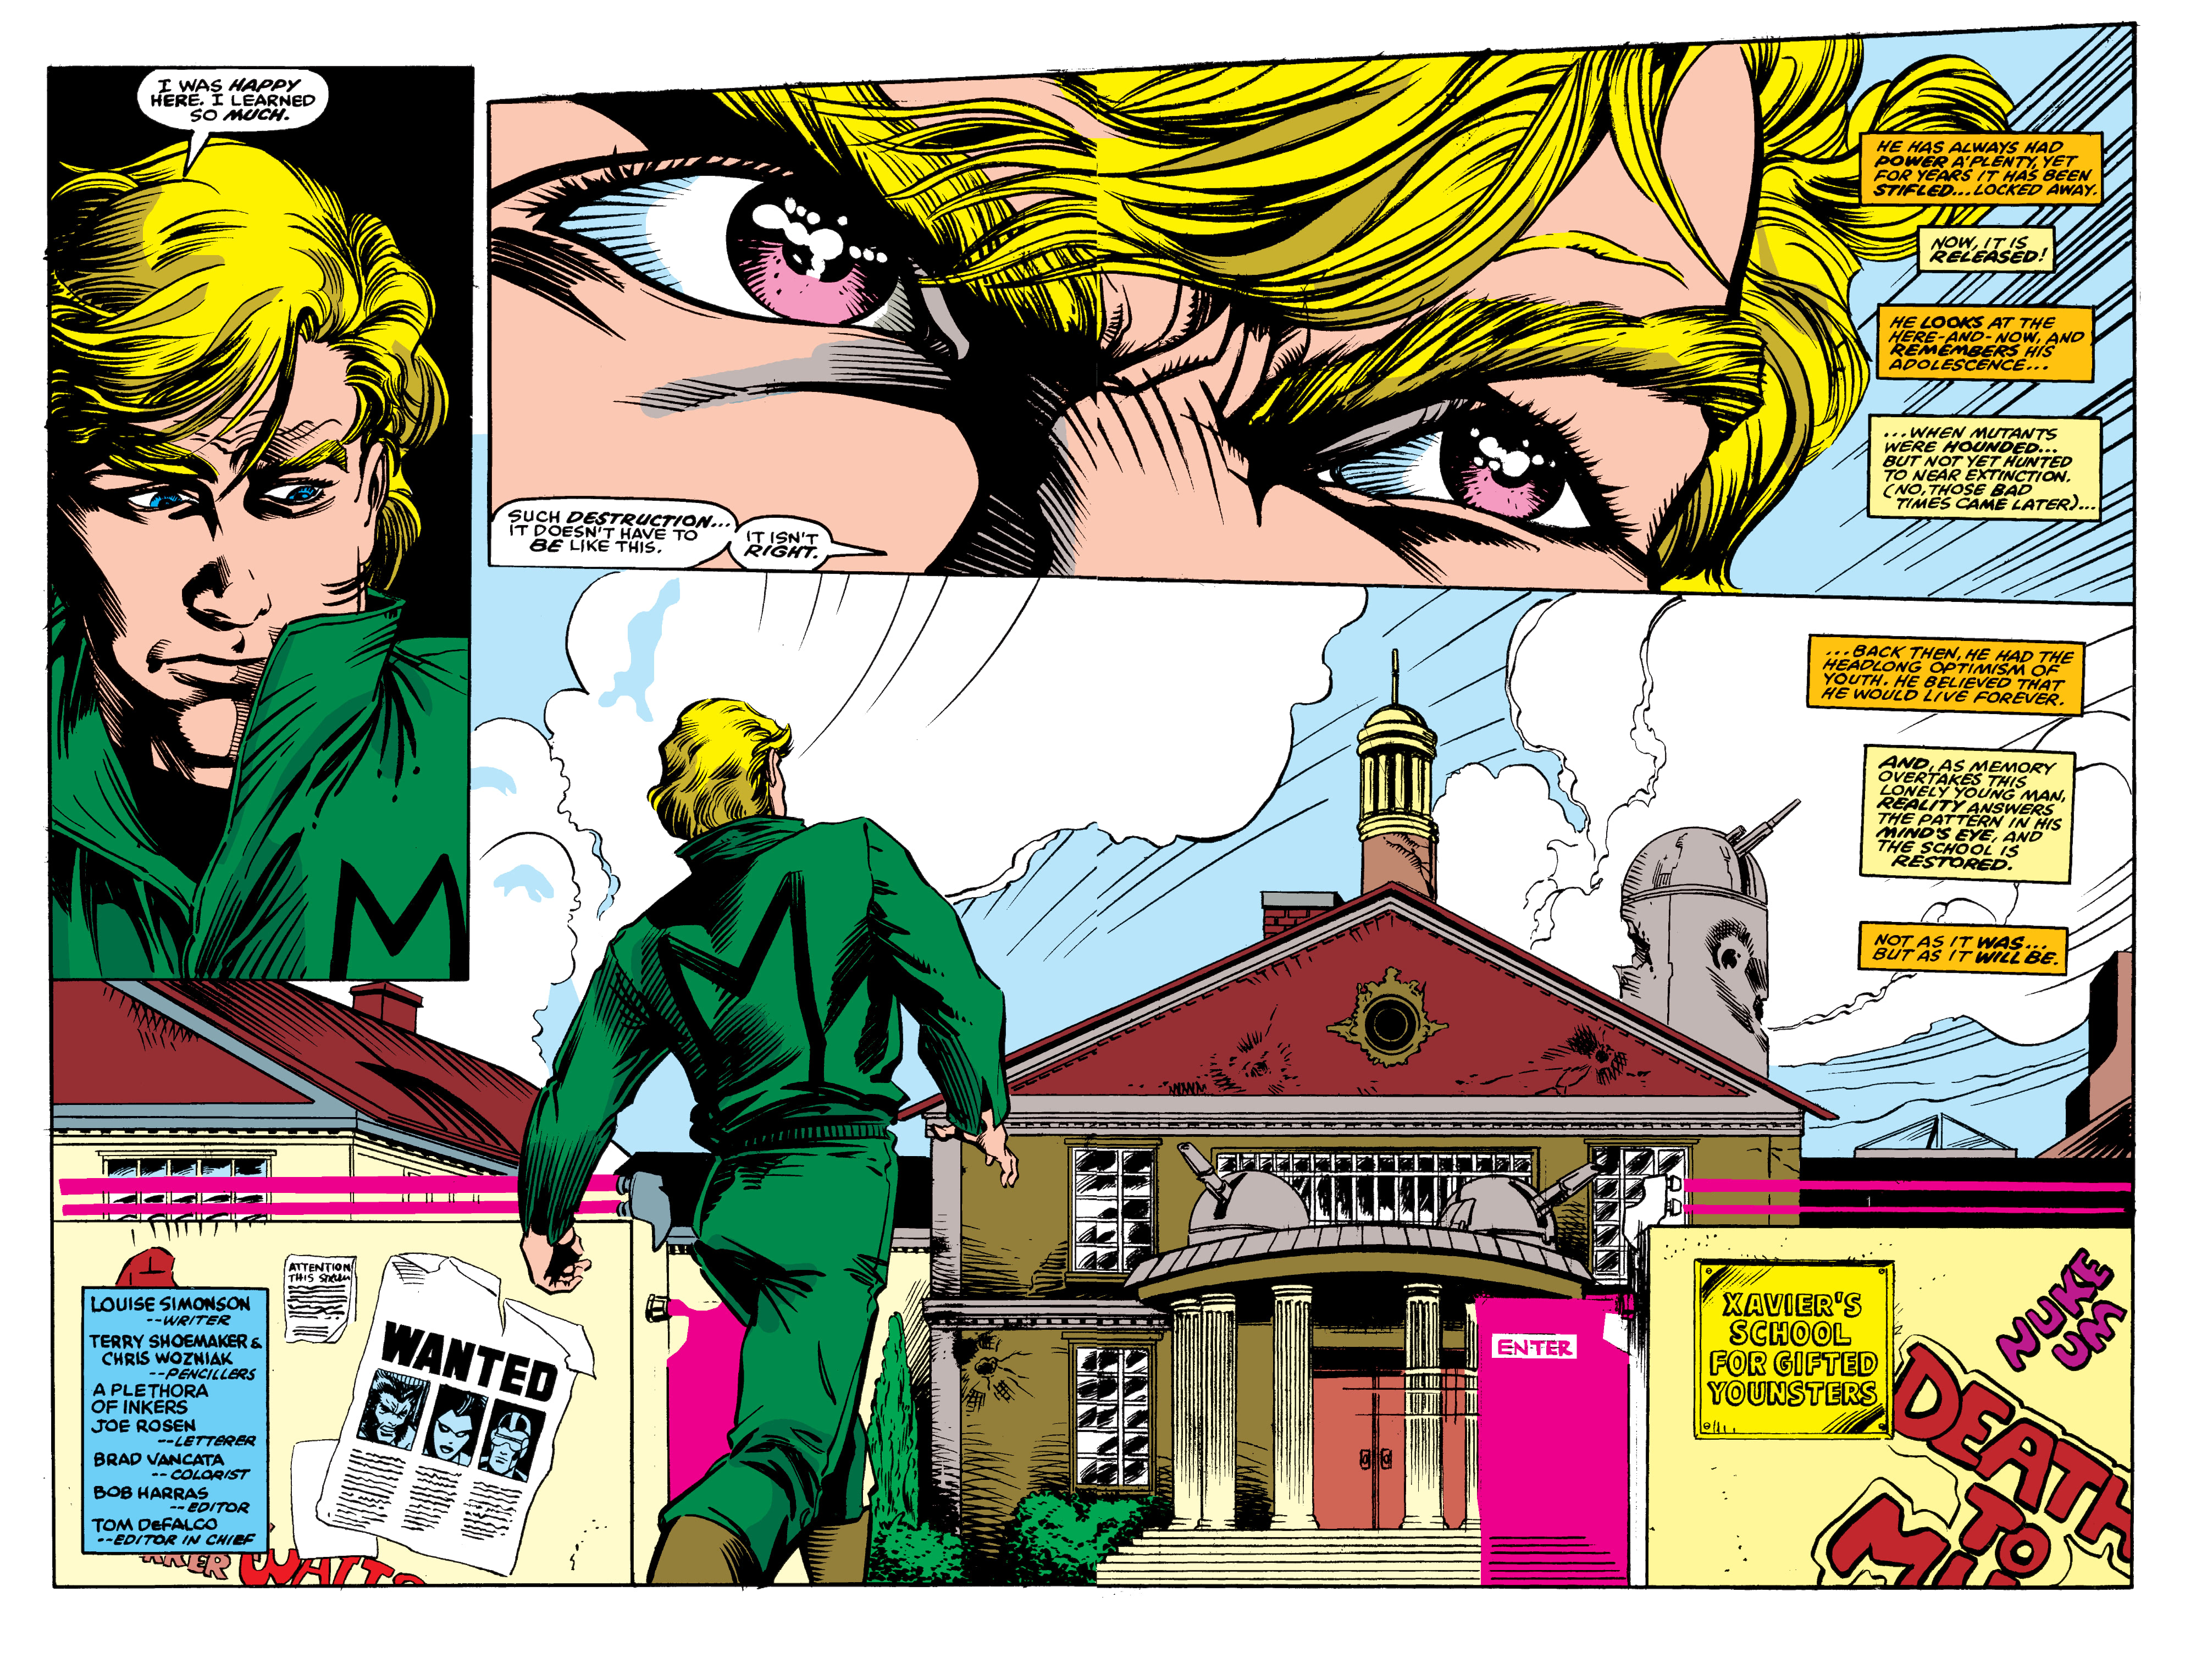 I WAS HAPPY
HERE. I LEARNED
SO MUCH.
SUCH DESTRUCTION...
IT DOESN'T HAVE TO
BE LIKE THIS.
IT ISN'T
RIGHT.
HE HAS ALWAYS HAD
POWER A'PLENTY, YET
FOR YEARS IT HAS BEEN
STIFLED... LOCKED AWAY.
NOW, IT IS
RELEASED!
HE LOOKS AT THE
HERE-AND-NOW, AND
REMEMBERS HIS
ADOLESCENCE...
...WHEN MUTANTS
WERE HOUNDED...
BUT NOT YET HUNTED
TO NEAR EXTINCTION.
(NO, THOSE BAD
TIMES CAME LATER)...
...BACK THEN, HE HAD THE
HEADLONG OPTIMISM OF
YOUTH. HE BELIEVED THAT
HE WOULD LIVE FOREVER.
AND, AS MEMORY
OVERTAKES THIS
LONELY YOUNG MAN,
REALITY ANSWERS
THE PATTERN IN HIS
MIND'S EYE, AND
THE SCHOOL IS
RESTORED.
NOT AS IT WAS...
BUT AS IT WILL BE.
M
M
LOUISE SIMONSON
--WRITER
TERRY SHOEMAKER &
CHRIS WOZNIAK
--PENCILLERS
A PLETHORA
OF INKERS
JOE ROSEN
--LETTERER
BRAD VANCATA
--COLORIST
BOB HARRAS
--EDITOR
TOM DEFALCO
--EDITOR IN CHIEF
ATTENTION
THIS
WANTED
ENTER
XAVIER'S
SCHOOL
FOR GIFTED
YOUNSTERS
NUKE
UM
DEATH
TO
MU